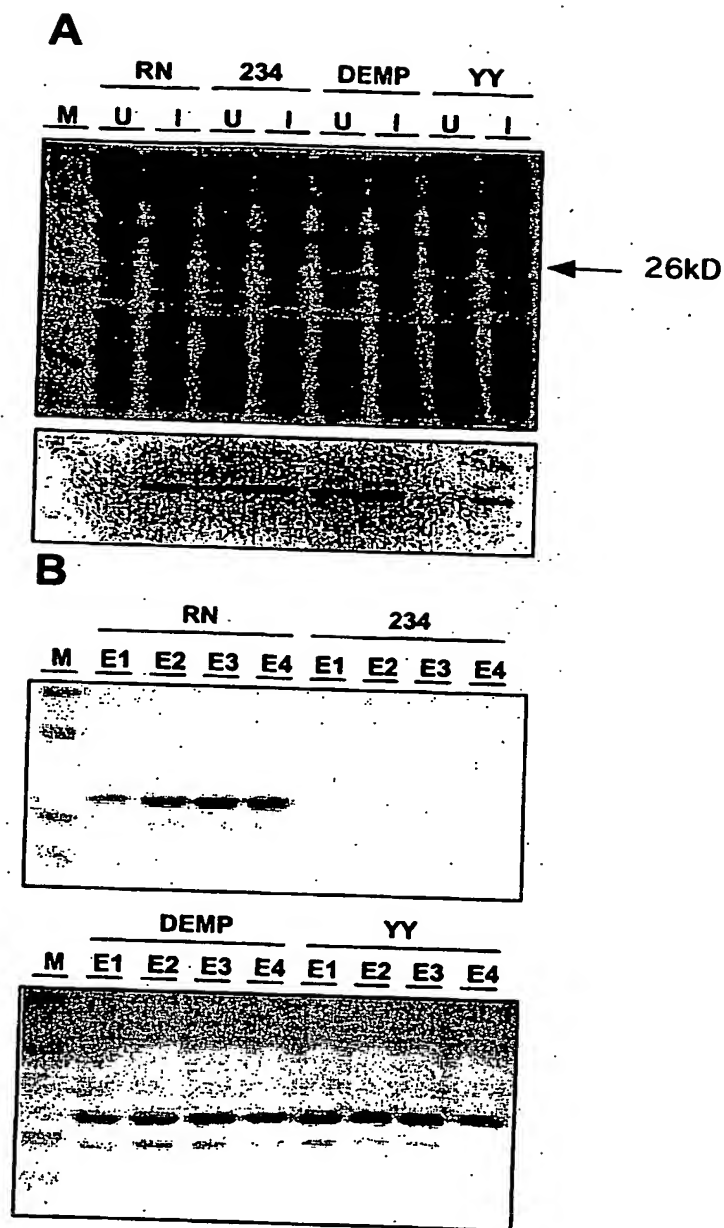 A
RN 234 DEMP YY
M U I U I U I U I
26kD
B
RN 234
M E1 E2 E3 E4 E1 E2 E3 E4
DEMP YY
M E1 E2 E3 E4 E1 E2 E3 E4